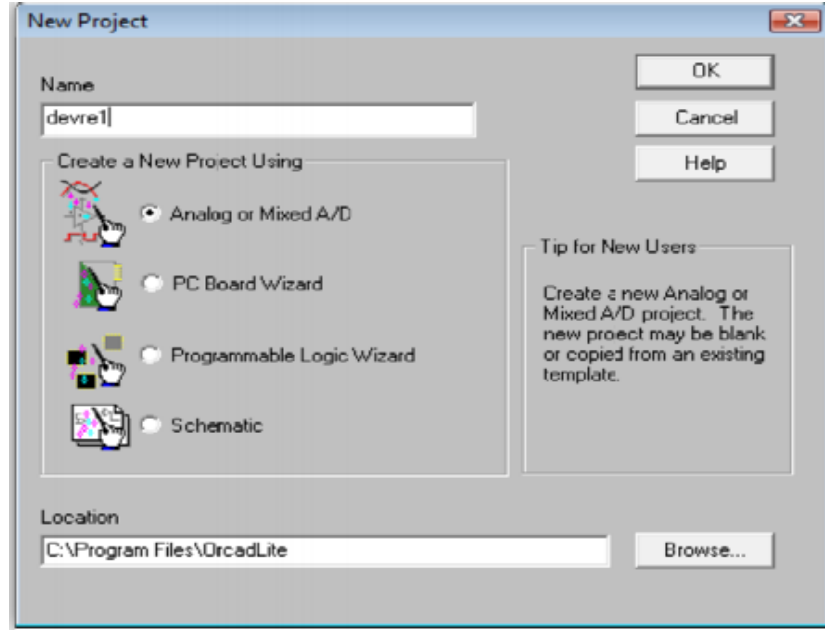 New Project
Name
devre1
OK
Cancel
Help
Create a New Project Using
Analog or Mixed A/D
PC Board Wizard
Programmable Logic Wizard
Schematic
Tip for New Users
Create a new Analog or
Mixed A/D project. The
new project may be blank
or copied from an existing
template.
Location
C:\Program Files\OrcadLite
Browse...